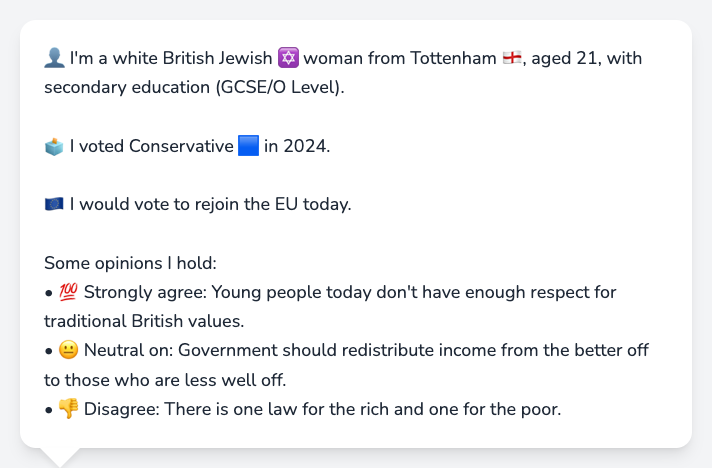 👤 I'm a white British Jewish ✡️ woman from Tottenham 🏴󠁧󠁢󠁥󠁮󠁧󠁿, aged 21, with
secondary education (GCSE/O Level).
🗳️ I voted Conservative 🟦 in 2024.
🇪🇺 I would vote to rejoin the EU today.
Some opinions I hold:
• 💯 Strongly agree: Young people today don't have enough respect for
traditional British values.
• 😐 Neutral on: Government should redistribute income from the better off
to those who are less well off.
• 👎 Disagree: There is one law for the rich and one for the poor.